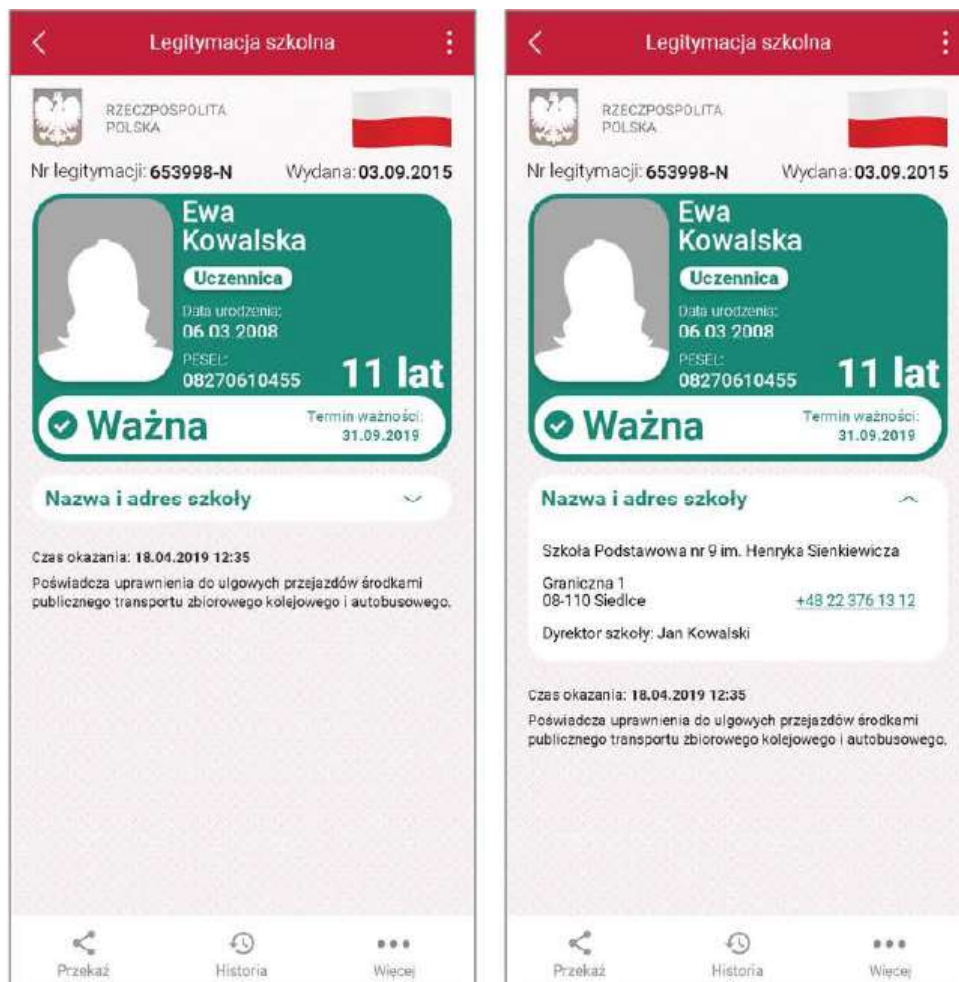 Legitymacja szkolna
RZECZPOSPOLITA
POLSKA
Nr legitymacji: 653998-N Wydana: 03.09.2015
Ewa
Kowalska
Uczennica
Data urodzenia:
06.03.2008
PESEL:
08270610455
11 lat
Ważna
Termin ważności:
31.09.2019
Nazwa i adres szkoły
Czas okazania: 18.04.2019 12:35
Poświadcza uprawnienia do ulgowych przejazdów środkami
publicznego transportu zbiorowego kolejowego i autobusowego.
Przekaż Historia Więcej
Legitymacja szkolna
RZECZPOSPOLITA
POLSKA
Nr legitymacji: 653998-N Wydana: 03.09.2015
Ewa
Kowalska
Uczennica
Data urodzenia:
06.03.2008
PESEL:
08270610455
11 lat
Ważna
Termin ważności:
31.09.2019
Nazwa i adres szkoły
Szkoła Podstawowa nr 9 im. Henryka Sienkiewicza
Graniczna 1
08-110 Siedlce +48 22 376 13 12
Dyrektor szkoły: Jan Kowalski
Czas okazania: 18.04.2019 12:35
Poświadcza uprawnienia do ulgowych przejazdów środkami
publicznego transportu zbiorowego kolejowego i autobusowego.
Przekaż Historia Więcej